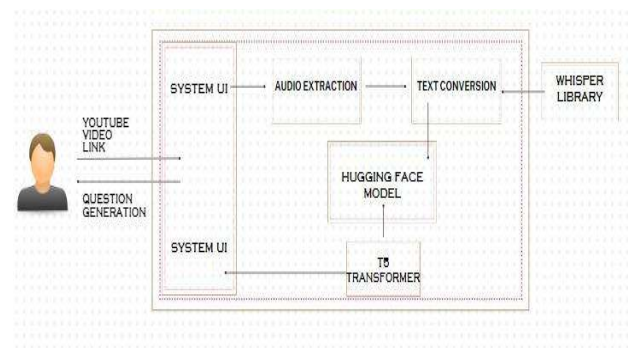 SYSTEM UI
AUDIO EXTRACTION
TEXT CONVERSION
WHISPER
LIBRARY
YOUTUBE
VIDEO
LINK
HUGGING FACE
MODEL
QUESTION
GENERATION
SYSTEM UI
T5
TRANSFORMER